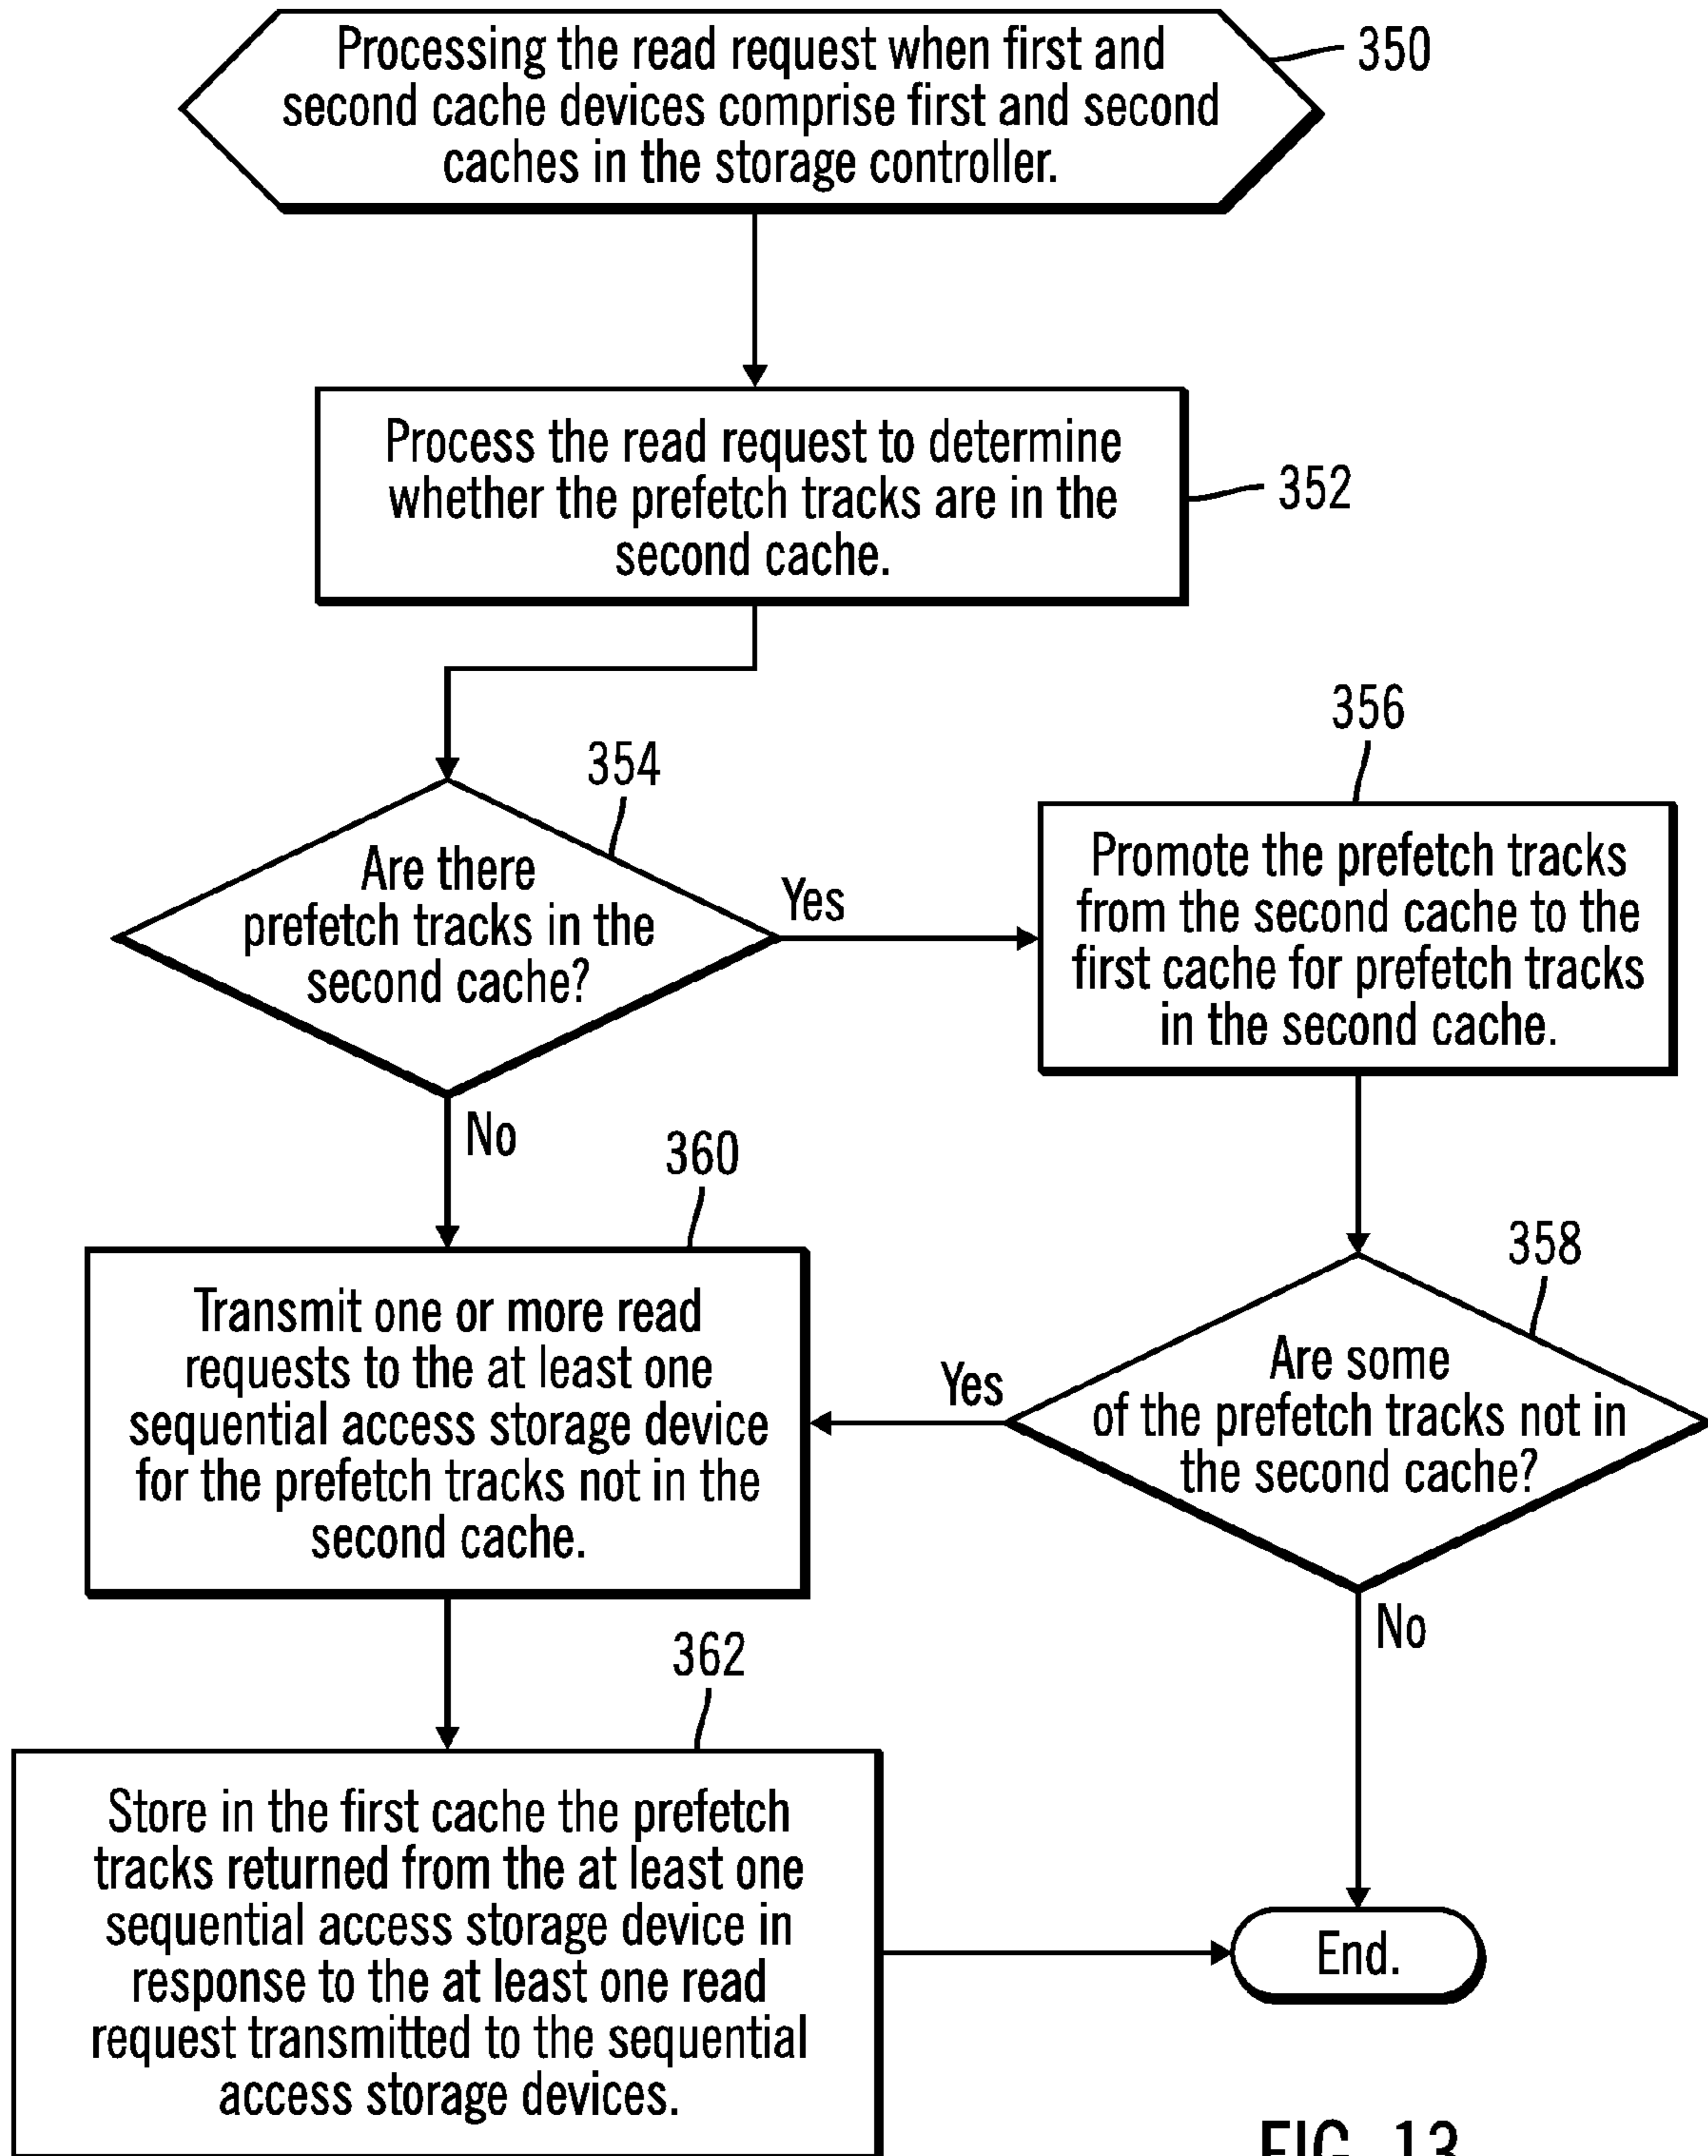 Processing the read request when first and
second cache devices comprise first and second
caches in the storage controller.
350
Process the read request to determine
whether the prefetch tracks are in the
second cache.
352
354
Are there
prefetch tracks in the
second cache?
Yes
No
356
Promote the prefetch tracks
from the second cache to the
first cache for prefetch tracks
in the second cache.
358
Are some
of the prefetch tracks not in
the second cache?
Yes
No
360
Transmit one or more read
requests to the at least one
sequential access storage device
for the prefetch tracks not in the
second cache.
362
Store in the first cache the prefetch
tracks returned from the at least one
sequential access storage device in
response to the at least one read
request transmitted to the sequential
access storage devices.
End.
FIG. 13